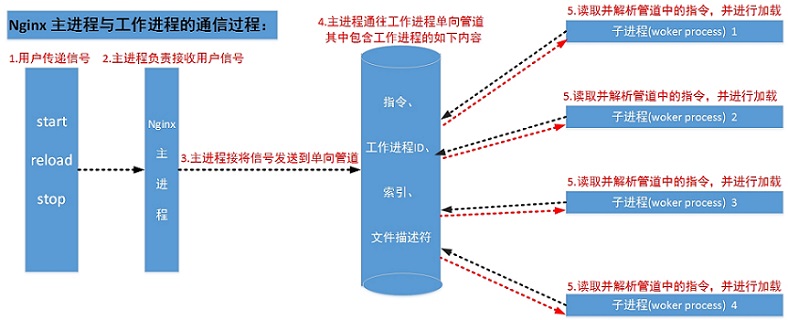 Nginx 主进程与工作进程的通信过程：
1.用户传递信号
2.主进程负责接收用户信号
start
reload
stop
Nginx
主
进
程
3.主进程接将信号发送到单向管道
4.主进程通往工作进程单向管道
其中包含工作进程的如下内容
指令、
工作进程ID、
索引、
文件描述符
5.读取并解析管道中的指令，并进行加载
子进程(woker process) 1
5.读取并解析管道中的指令，并进行加载
子进程(woker process) 2
5.读取并解析管道中的指令，并进行加载
子进程(woker process) 3
5.读取并解析管道中的指令，并进行加载
子进程(woker process) 4